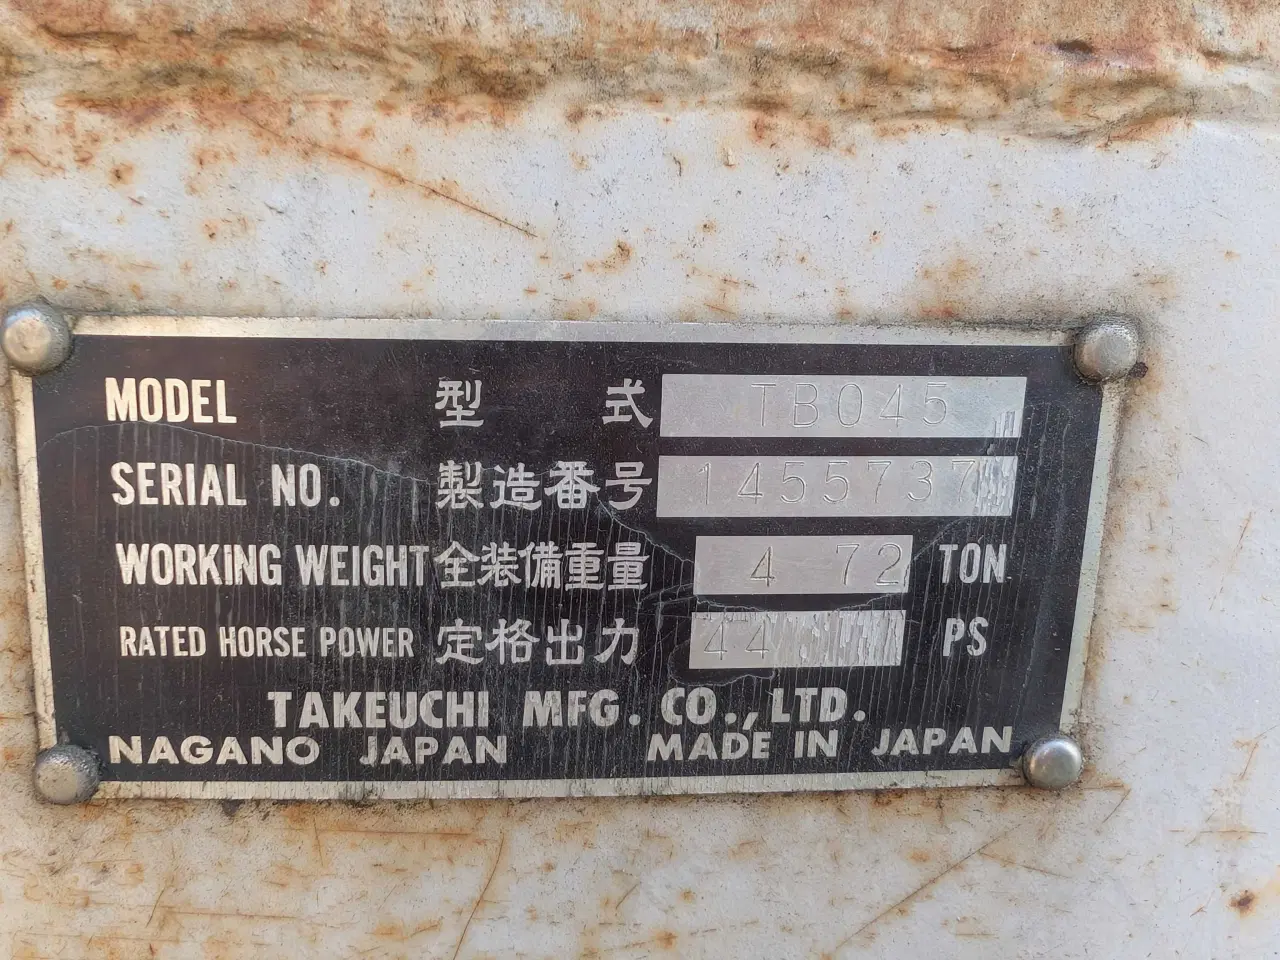 MODEL 型式 TB045
SERIAL NO. 製造番号 1455737
WORKING WEIGHT 全装備重量 4 72 TON
RATED HORSE POWER 定格出力 44 PS
TAKEUCHI MFG. CO., LTD.
NAGANO JAPAN MADE IN JAPAN